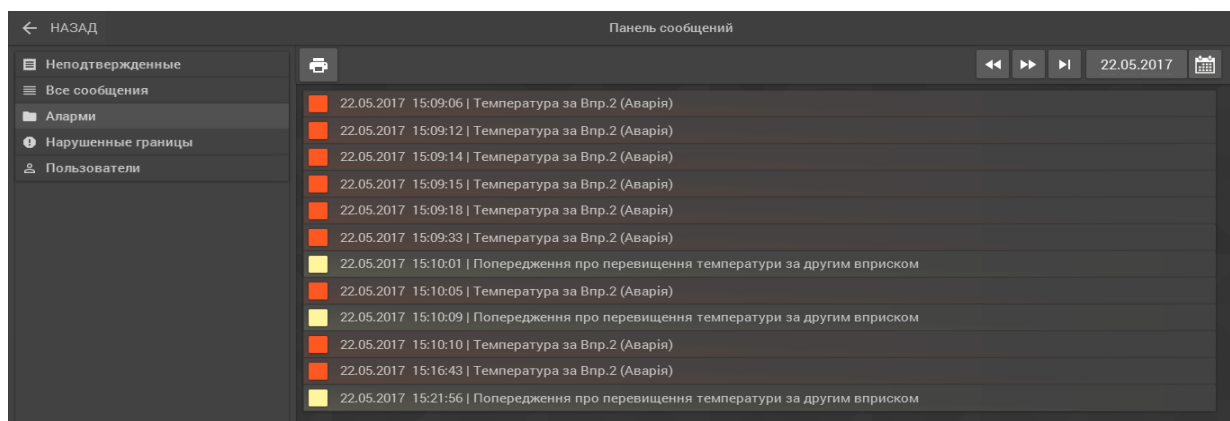 НАЗАД
Панель сообщений
Неподтвержденные
Все сообщения
Аларми
Нарушенные границы
Пользователи
22.05.2017
22.05.2017 15:09:06 | Температура за Впр.2 (Аварія)
22.05.2017 15:09:12 | Температура за Впр.2 (Аварія)
22.05.2017 15:09:14 | Температура за Впр.2 (Аварія)
22.05.2017 15:09:15 | Температура за Впр.2 (Аварія)
22.05.2017 15:09:18 | Температура за Впр.2 (Аварія)
22.05.2017 15:09:33 | Температура за Впр.2 (Аварія)
22.05.2017 15:10:01 | Попередження про перевищення температури за другим вприском
22.05.2017 15:10:05 | Температура за Впр.2 (Аварія)
22.05.2017 15:10:09 | Попередження про перевищення температури за другим вприском
22.05.2017 15:10:10 | Температура за Впр.2 (Аварія)
22.05.2017 15:16:43 | Температура за Впр.2 (Аварія)
22.05.2017 15:21:56 | Попередження про перевищення температури за другим вприском